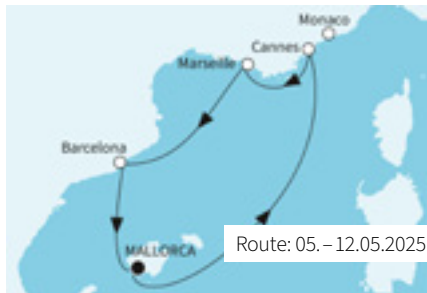 Monaco
Cannes
Marseille
Barcelona
MALLORCA
Route: 05. – 12.05.2025